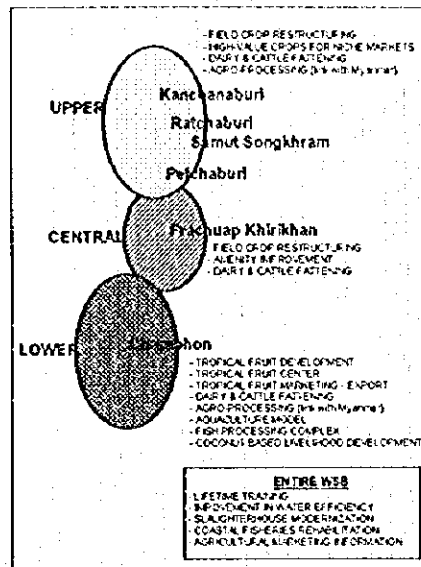 - FIELD CROP RESTRUCTURING
- HIGH-VALUE CROPS FOR NICHE MARKETS
- DAIRY & CATTLE FATTENING
- AGRO-PROCESSING (link with Myanmar)
UPPER
Kanchanaburi
Ratchaburi
Samut Songkhram
Petchaburi
CENTRAL
Prachuap Khirikhan
- FIELD CROP RESTRUCTURING
- AMENITY IMPROVEMENT
- DAIRY & CATTLE FATTENING
LOWER
- TROPICAL FRUIT DEVELOPMENT
- TROPICAL FRUIT CENTER
- TROPICAL FRUIT MARKETING - EXPORT
- DAIRY & CATTLE FATTENING
- AGRO-PROCESSING (link with Myanmar)
- AQUACULTURE MODEL
- FISH PROCESSING COMPLEX
- COCONUT BASED LIVELIHOOD DEVELOPMENT
ENTIRE WSB
- LIFETIME TRAINING
- IMPROVEMENT IN WATER EFFICIENCY
- SLAUGHTERHOUSE MODERNIZATION
- COASTAL FISHERIES REHABILITATION
- AGRICULTURAL MARKETING INFORMATION